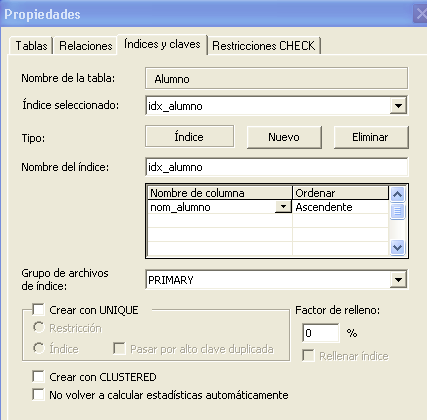 Propiedades
Tablas Relaciones Índices y claves Restricciones CHECK
Nombre de la tabla: Alumno
Índice seleccionado: idx_alumno
Tipo: Índice Nuevo Eliminar
Nombre del índice: idx_alumno
Nombre de columna Ordenar
nom_alumno Ascendente
Grupo de archivos
de índice: PRIMARY
Crear con UNIQUE Factor de relleno:
Restricción 0 %
Índice Pasar por alto clave duplicada Rellenar índice
Crear con CLUSTERED
No volver a calcular estadísticas automáticamente